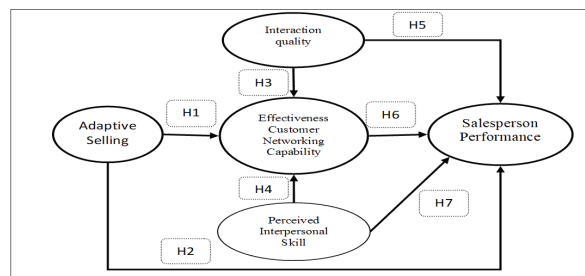 Interaction
quality
H5
H3
H1
Adaptive
Selling
Effectiveness
Customer
Networking
Capability
H6
Salesperson
Performance
H4
H7
Perceived
Interpersonal
Skill
H2